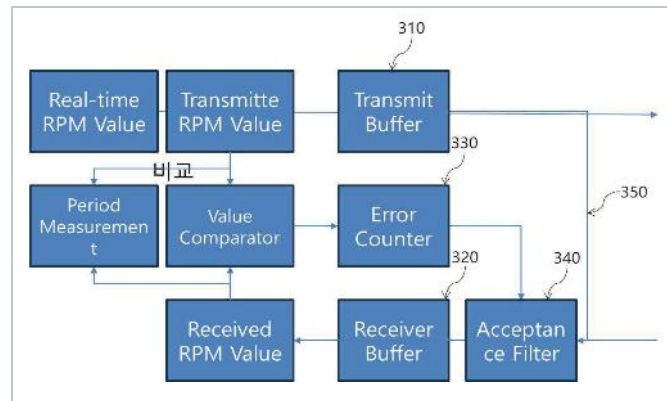 310
Real-time
RPM Value
Transmitte
RPM Value
Transmit
Buffer
비교
330
Period
Measuremen
t
Value
Comparator
Error
Counter
350
320
340
Received
RPM Value
Receiver
Buffer
Acceptan
ce Filter